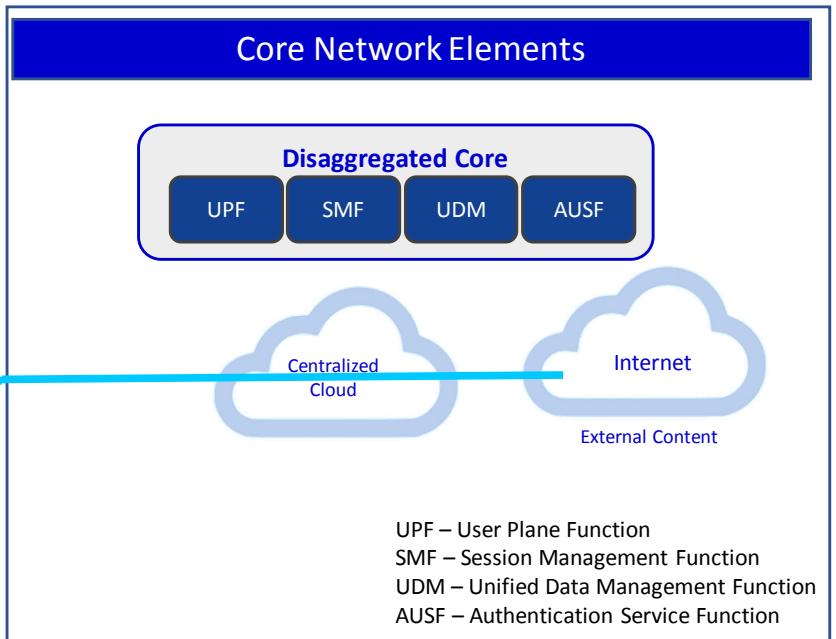 Core Network Elements
Disaggregated Core
UPF
SMF
UDM
AUSF
Centralized
Cloud
Internet
External Content
UPF – User Plane Function
SMF – Session Management Function
UDM – Unified Data Management Function
AUSF – Authentication Service Function